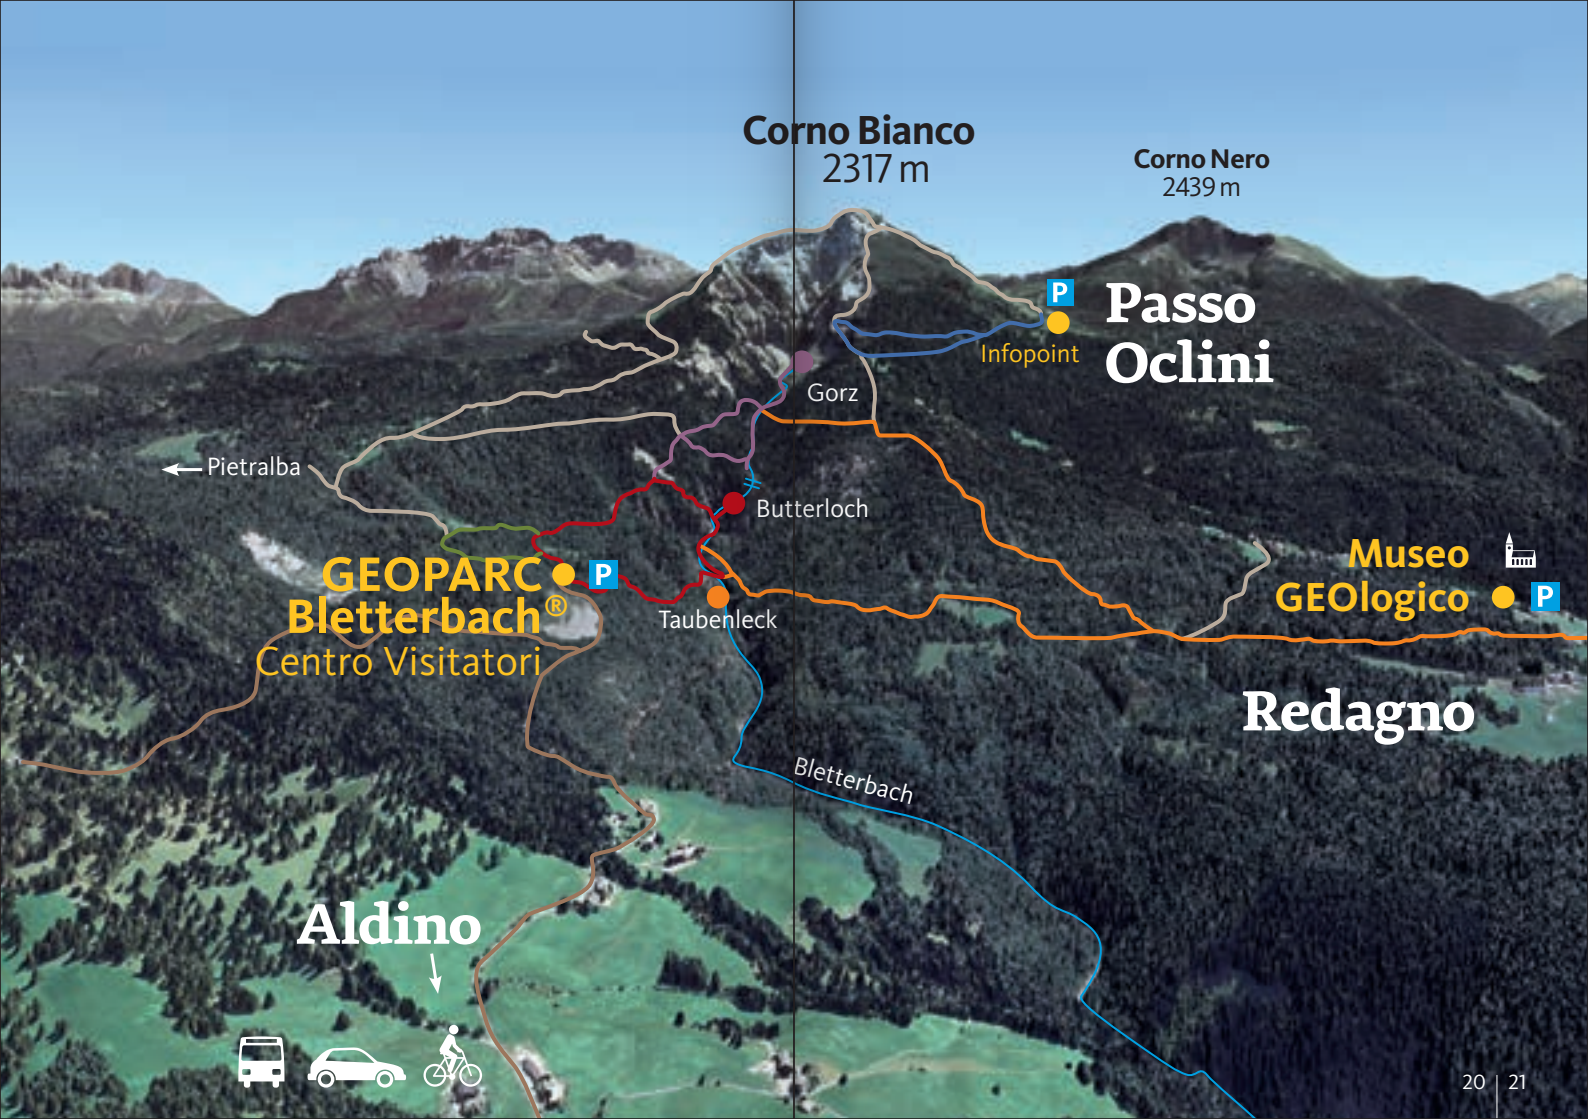 Corno Bianco
2317 m
Corno Nero
2439 m
P
Passo
Oclini
Infopoint
Gorz
Pietralba
Butterloch
GEOPARC
Bletterbach®
Centro Visitatori
P
Taubenleck
Museo
GEOlogico
P
Redagno
Bletterbach
Aldino
20 | 21